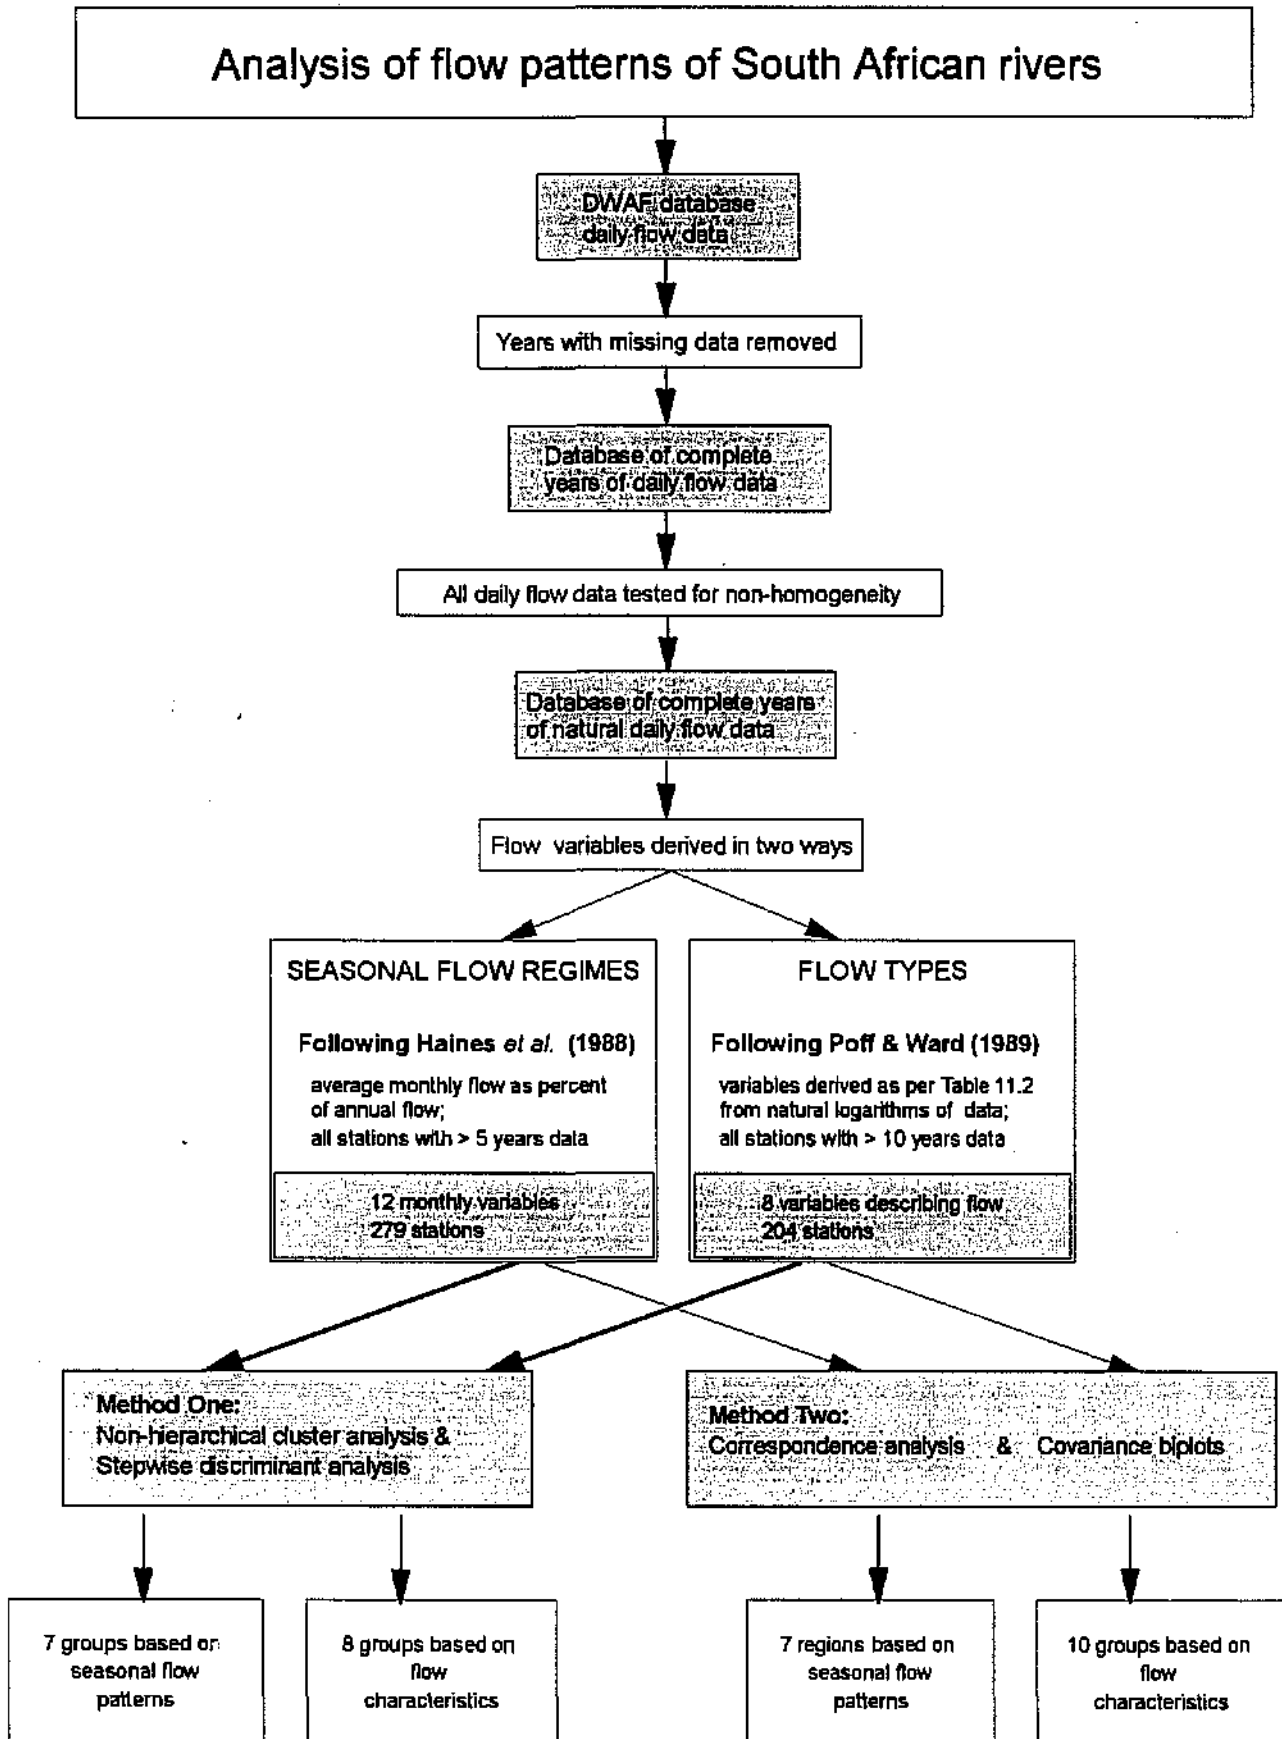 Analysis of flow patterns of South African rivers
DWAF database
daily flow data
Years with missing data removed
Database of complete
years of daily flow data
All daily flow data tested for non-homogeneity
Database of complete years
of natural daily flow data
Flow variables derived in two ways
SEASONAL FLOW REGIMES
Following Haines et al. (1988)
average monthly flow as percent
of annual flow;
all stations with > 5 years data
12 monthly variables
279 stations
FLOW TYPES
Following Poff & Ward (1989)
variables derived as per Table 11.2
from natural logarithms of data;
all stations with > 10 years data
8 variables describing flow
204 stations
Method One:
Non-hierarchical cluster analysis &
Stepwise discriminant analysis
Method Two:
Correspondence analysis & Covariance biplots
7 groups based on
seasonal flow
patterns
8 groups based on
flow
characteristics
7 regions based on
seasonal flow
patterns
10 groups based on
flow
characteristics